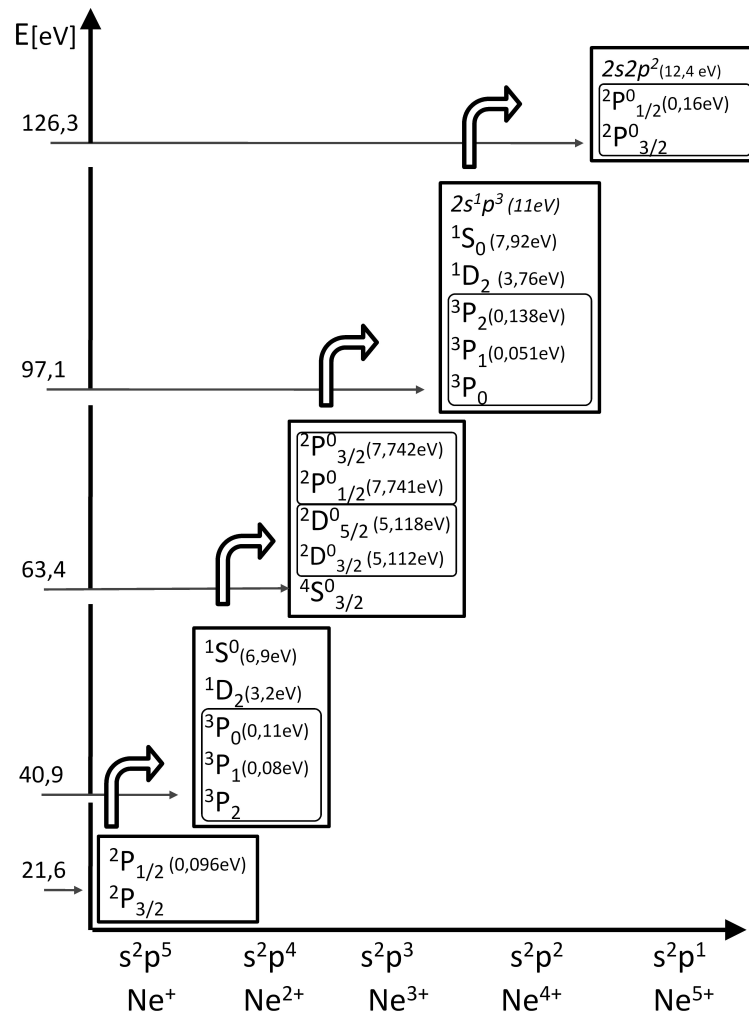 E[eV]
2s2p² (12,4 eV)
²P⁰₁/₂(0,16eV)
²P⁰₃/₂
126,3
2s¹p³ (11eV)
¹S₀ (7,92eV)
¹D₂ (3,76eV)
³P₂(0,138eV)
³P₁(0,051eV)
³P₀
97,1
²P⁰₃/₂(7,742eV)
²P⁰₁/₂(7,741eV)
²D⁰₅/₂ (5,118eV)
²D⁰₃/₂ (5,112eV)
⁴S⁰₃/₂
63,4
¹S⁰(6,9eV)
¹D₂(3,2eV)
³P₀(0,11eV)
³P₁(0,08eV)
³P₂
40,9
²P₁/₂ (0,096eV)
²P₃/₂
21,6
s²p⁵ s²p⁴ s²p³ s²p² s²p¹
Ne⁺ Ne²⁺ Ne³⁺ Ne⁴⁺ Ne⁵⁺